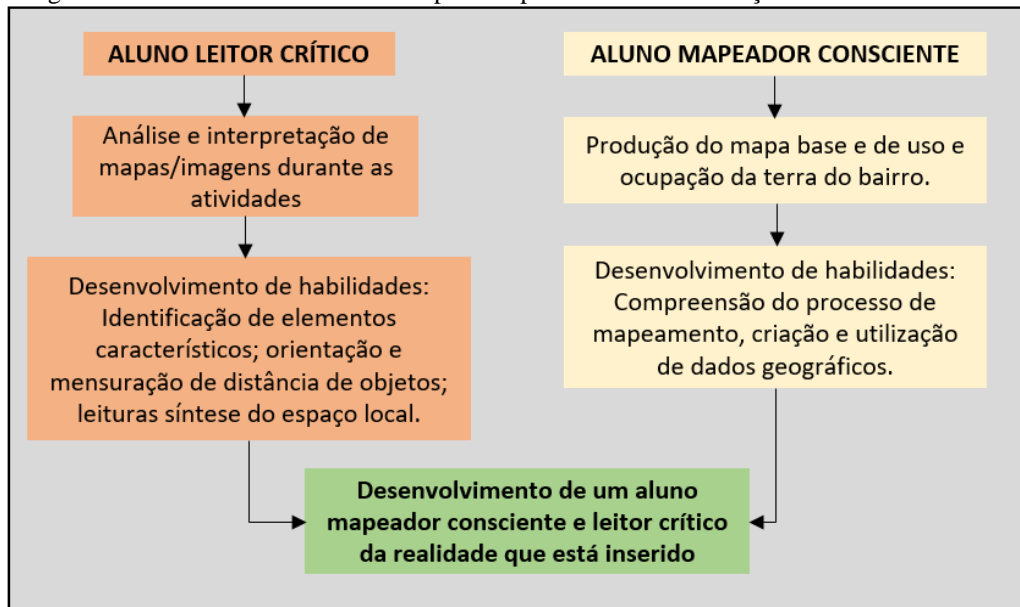 ALUNO LEITOR CRÍTICO
Análise e interpretação de
mapas/imagens durante as
atividades
Desenvolvimento de habilidades:
Identificação de elementos
característicos; orientação e
mensuração de distância de objetos;
leituras síntese do espaço local.
ALUNO MAPEADOR CONSCIENTE
Produção do mapa base e de uso e
ocupação da terra do bairro.
Desenvolvimento de habilidades:
Compreensão do processo de
mapeamento, criação e utilização
de dados geográficos.
Desenvolvimento de um aluno
mapeador consciente e leitor crítico
da realidade que está inserido